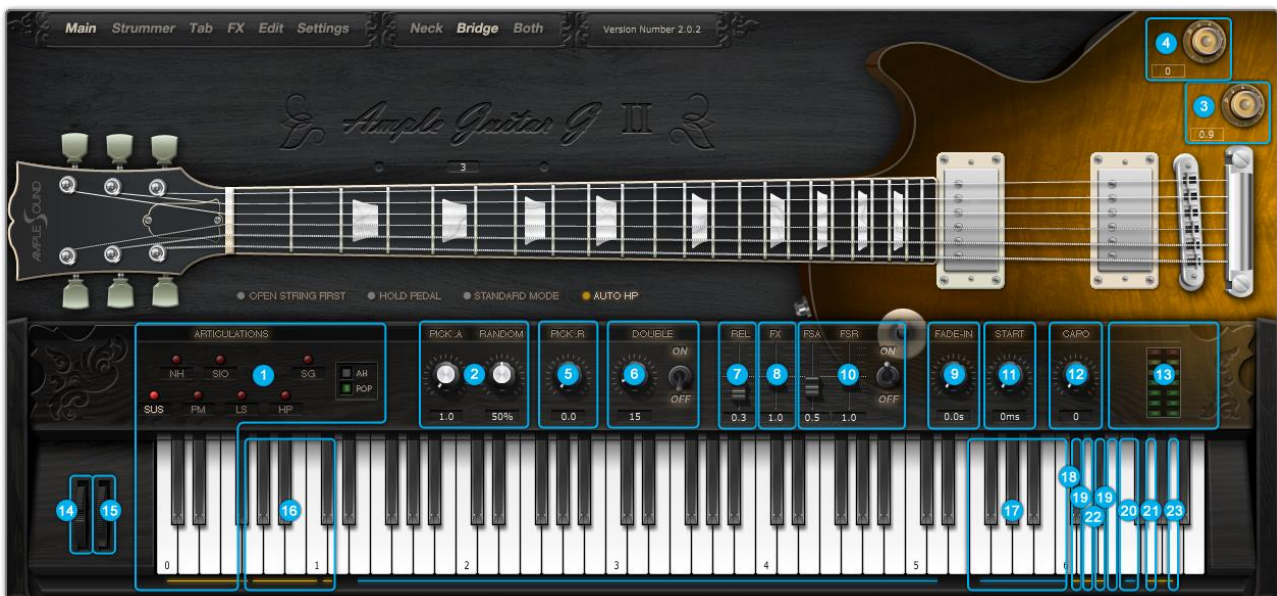 Main Strummer Tab FX Edit Settings Neck Bridge Both Version Number 2.0.2
4
0
3
0.9
Ample Guitar G II
3
AMPLE SOUND
OPEN STRING FIRST HOLD PEDAL STANDARD MODE AUTO HP
ARTICULATIONS PICK.A RANDOM PICK.R DOUBLE REL FX FSA FSR FADE-IN START CAPO
ON ON
NH SIO 1 SG AH
POP
2 5 6 7 8 10 9 11 12 13
SUS PM LS HP OFF OFF
1.0 50% 0.0 15 0.3 1.0 0.5 1.0 0.0s 0ms 0
14 15 16 17 18 19 22 19 20 21 23
0 1 2 3 4 5 6